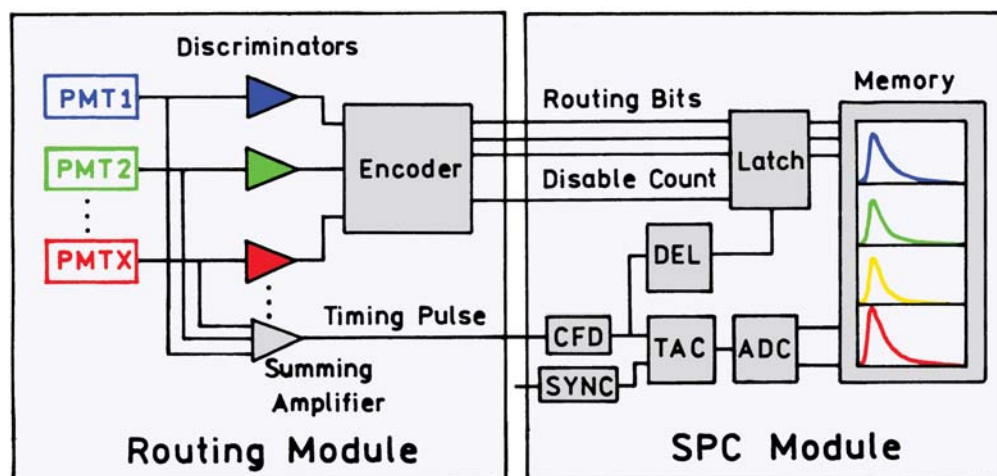 Discriminators
PMT1
PMT2
PMTX
Encoder
Timing Pulse
Summing
Amplifier
Routing Module
Routing Bits
Disable Count
Latch
Memory
DEL
CFD
TAC
ADC
SYNC
SPC Module